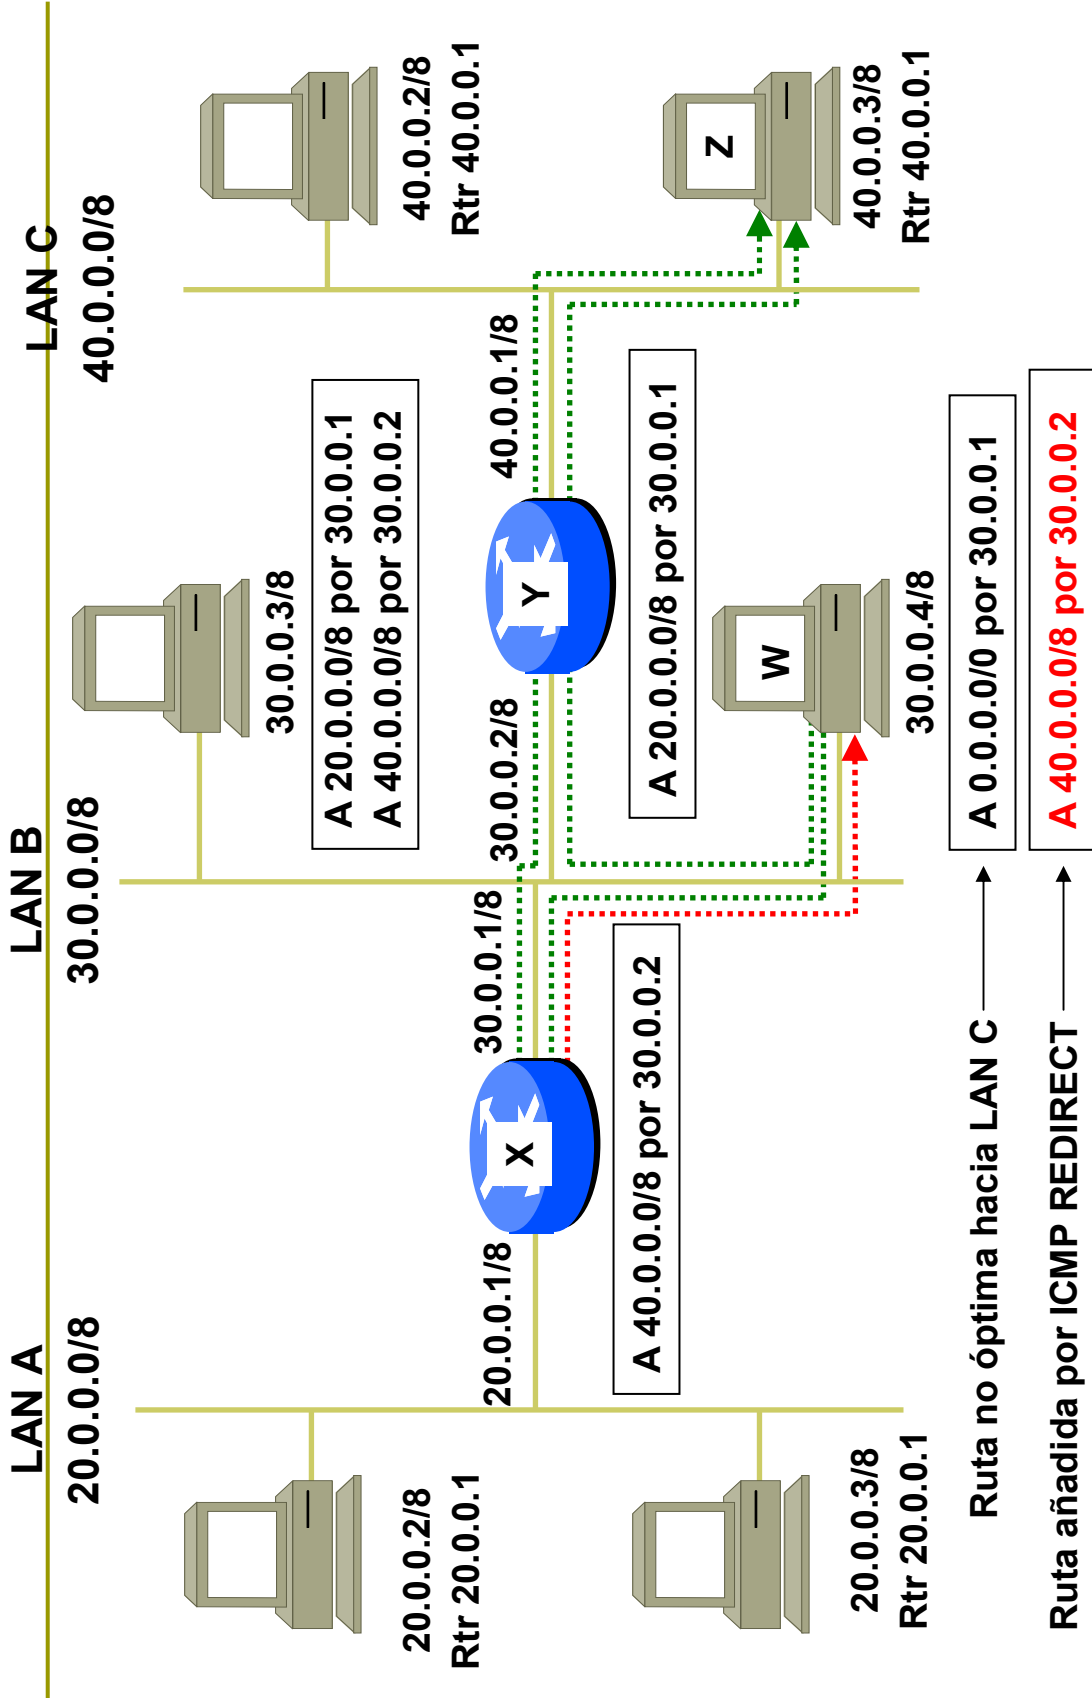 LAN A
20.0.0.0/8
LAN B
30.0.0.0/8
LAN C
40.0.0.0/8
20.0.0.2/8
Rtr 20.0.0.1
30.0.0.3/8
A 20.0.0.0/8 por 30.0.0.1
A 40.0.0.0/8 por 30.0.0.2
40.0.0.2/8
Rtr 40.0.0.1
20.0.0.1/8
X
30.0.0.1/8
30.0.0.2/8
Y
40.0.0.1/8
A 40.0.0.0/8 por 30.0.0.2
A 20.0.0.0/8 por 30.0.0.1
W
Z
20.0.0.3/8
Rtr 20.0.0.1
30.0.0.4/8
40.0.0.3/8
Rtr 40.0.0.1
Ruta no óptima hacia LAN C
A 0.0.0.0/0 por 30.0.0.1
Ruta añadida por ICMP REDIRECT
A 40.0.0.0/8 por 30.0.0.2